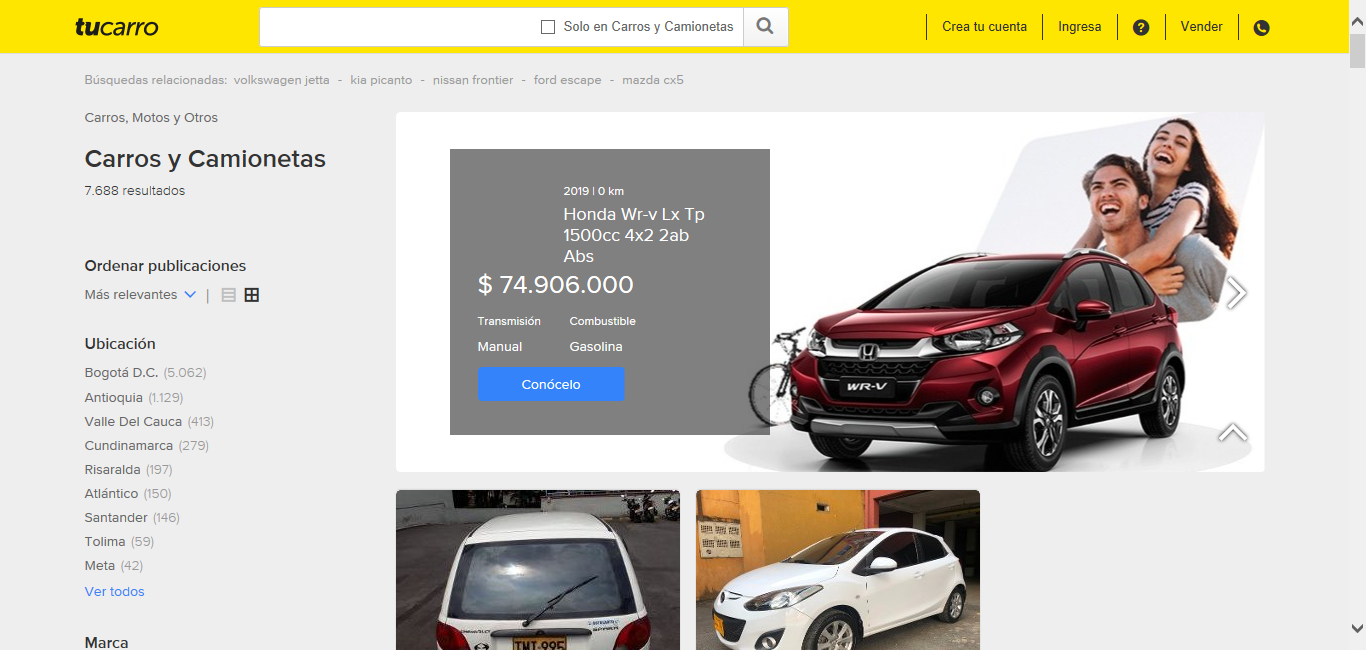 tucarro
Solo en Carros y Camionetas
Crea tu cuenta
Ingresa
?
Vender
Búsquedas relacionadas: volkswagen jetta - kia picanto - nissan frontier - ford escape - mazda cx5
Carros, Motos y Otros
Carros y Camionetas
7.688 resultados
Ordenar publicaciones
Más relevantes |
Ubicación
Bogotá D.C. (5.062)
Antioquia (1.129)
Valle Del Cauca (413)
Cundinamarca (279)
Risaralda (197)
Atlántico (150)
Santander (146)
Tolima (59)
Meta (42)
Ver todos
Marca
2019 | 0 km
Honda Wr-v Lx Tp
1500cc 4x2 2ab
Abs
$ 74.906.000
Transmisión Combustible
Manual Gasolina
Conócelo
WR-V
CHEVROLET
SPARK
TMI-995